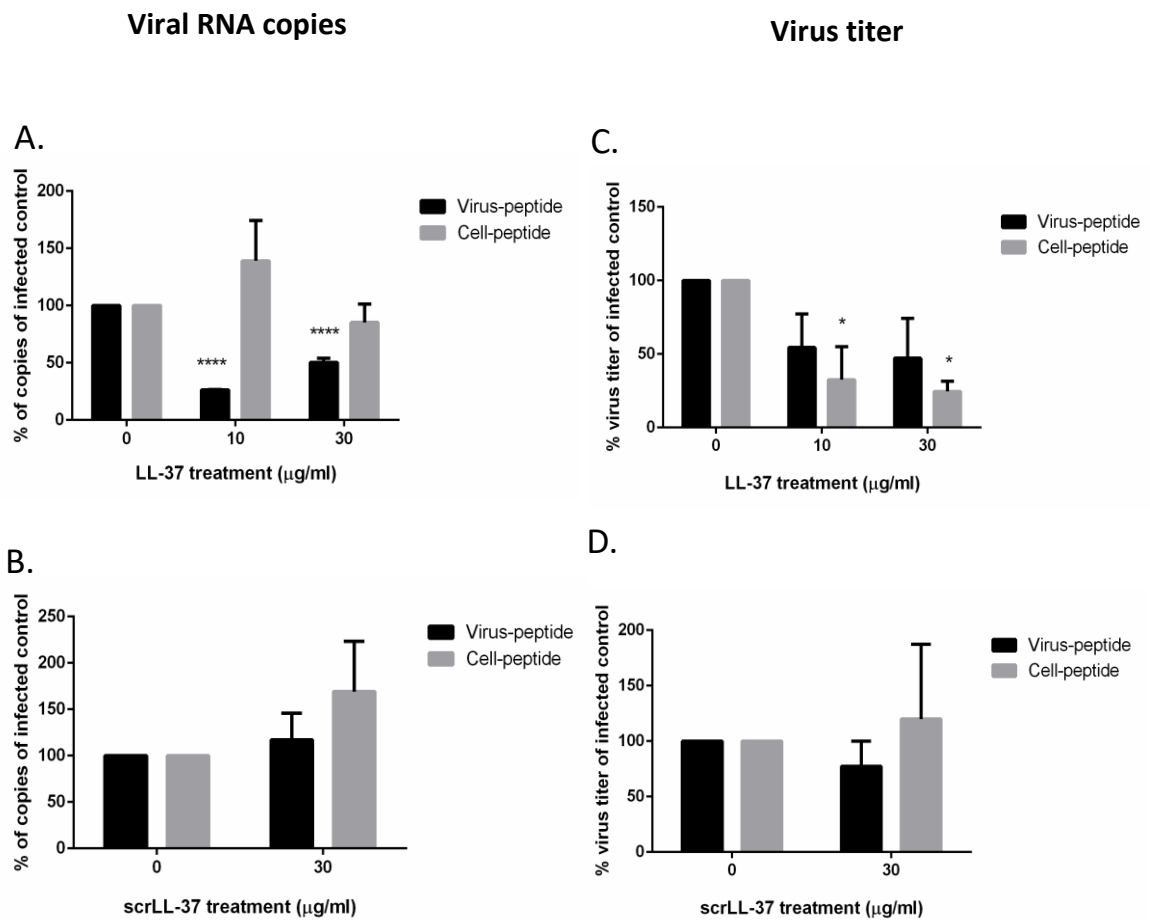 Viral RNA copies
Virus titer
A.
% of copies of infected control
200
150
100
50
0
****
****
0
10
30
LL-37 treatment (μg/ml)
Virus-peptide
Cell-peptide
C.
% virus titer of infected control
150
100
50
0
*
*
0
10
30
LL-37 treatment (μg/ml)
Virus-peptide
Cell-peptide
B.
% of copies of infected control
250
200
150
100
50
0
0
30
scrLL-37 treatment (μg/ml)
Virus-peptide
Cell-peptide
D.
% virus titer of infected control
200
150
100
50
0
0
30
scrLL-37 treatment (μg/ml)
Virus-peptide
Cell-peptide